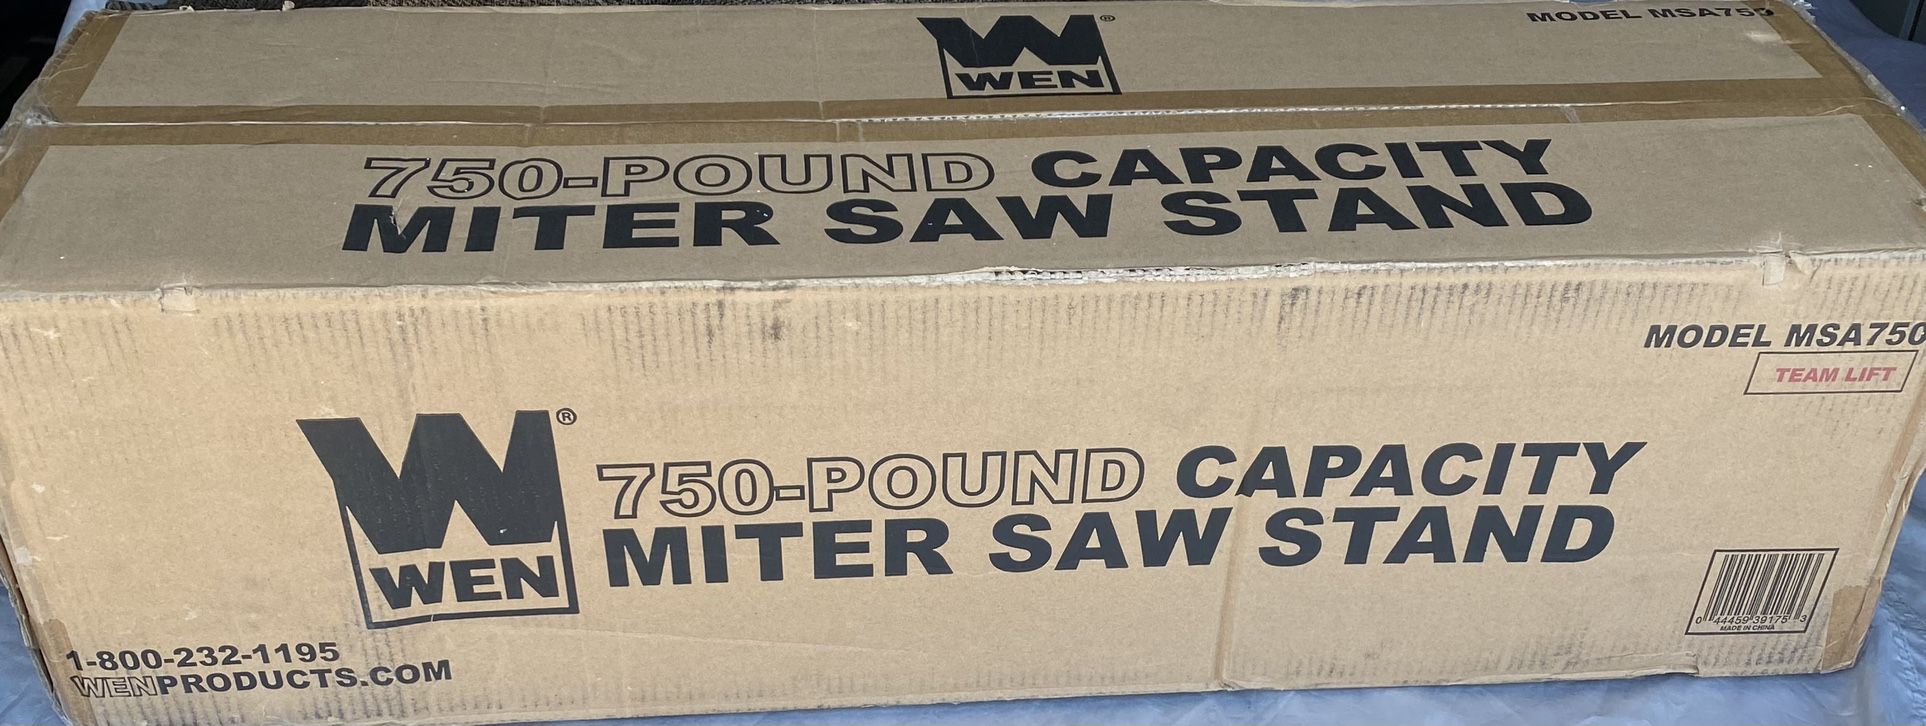 WEN®
MODEL MSA750
750-POUND CAPACITY
MITER SAW STAND
MODEL MSA750
TEAM LIFT
WEN®
750-POUND CAPACITY
MITER SAW STAND
0 44459 39175 3
MADE IN CHINA
1-800-232-1195
WENPRODUCTS.COM